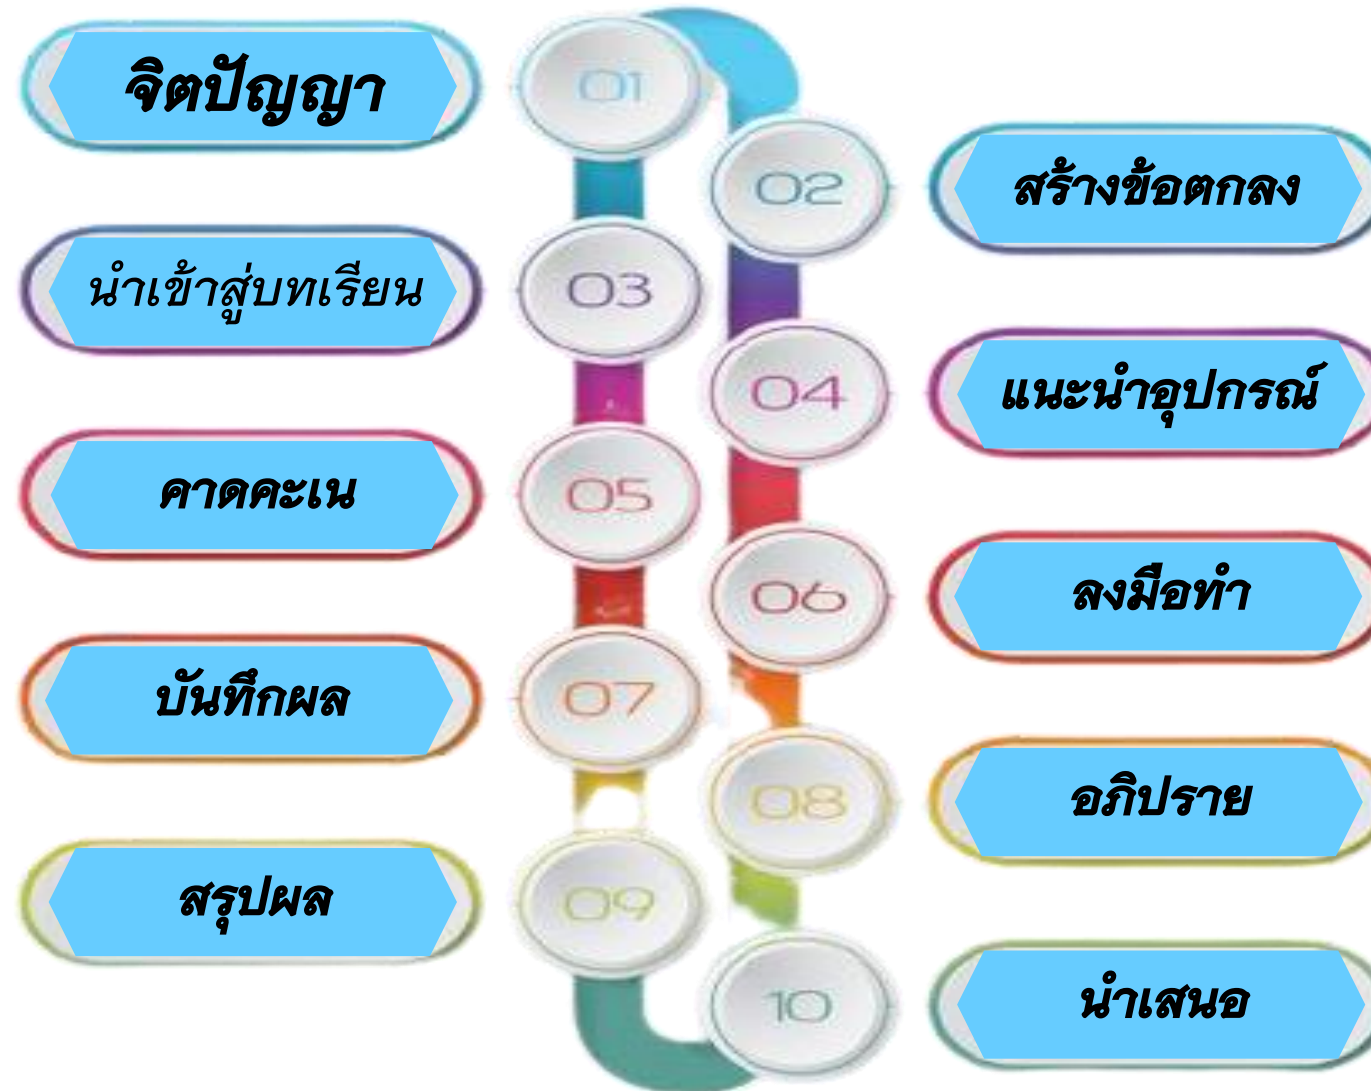 จิตปัญญา
01
02
สร้างข้อตกลง
นำเข้าสู่บทเรียน
03
04
แนะนำอุปกรณ์
คาดคะเน
05
06
ลงมือทำ
บันทึกผล
07
08
อภิปราย
สรุปผล
09
10
นำเสนอ